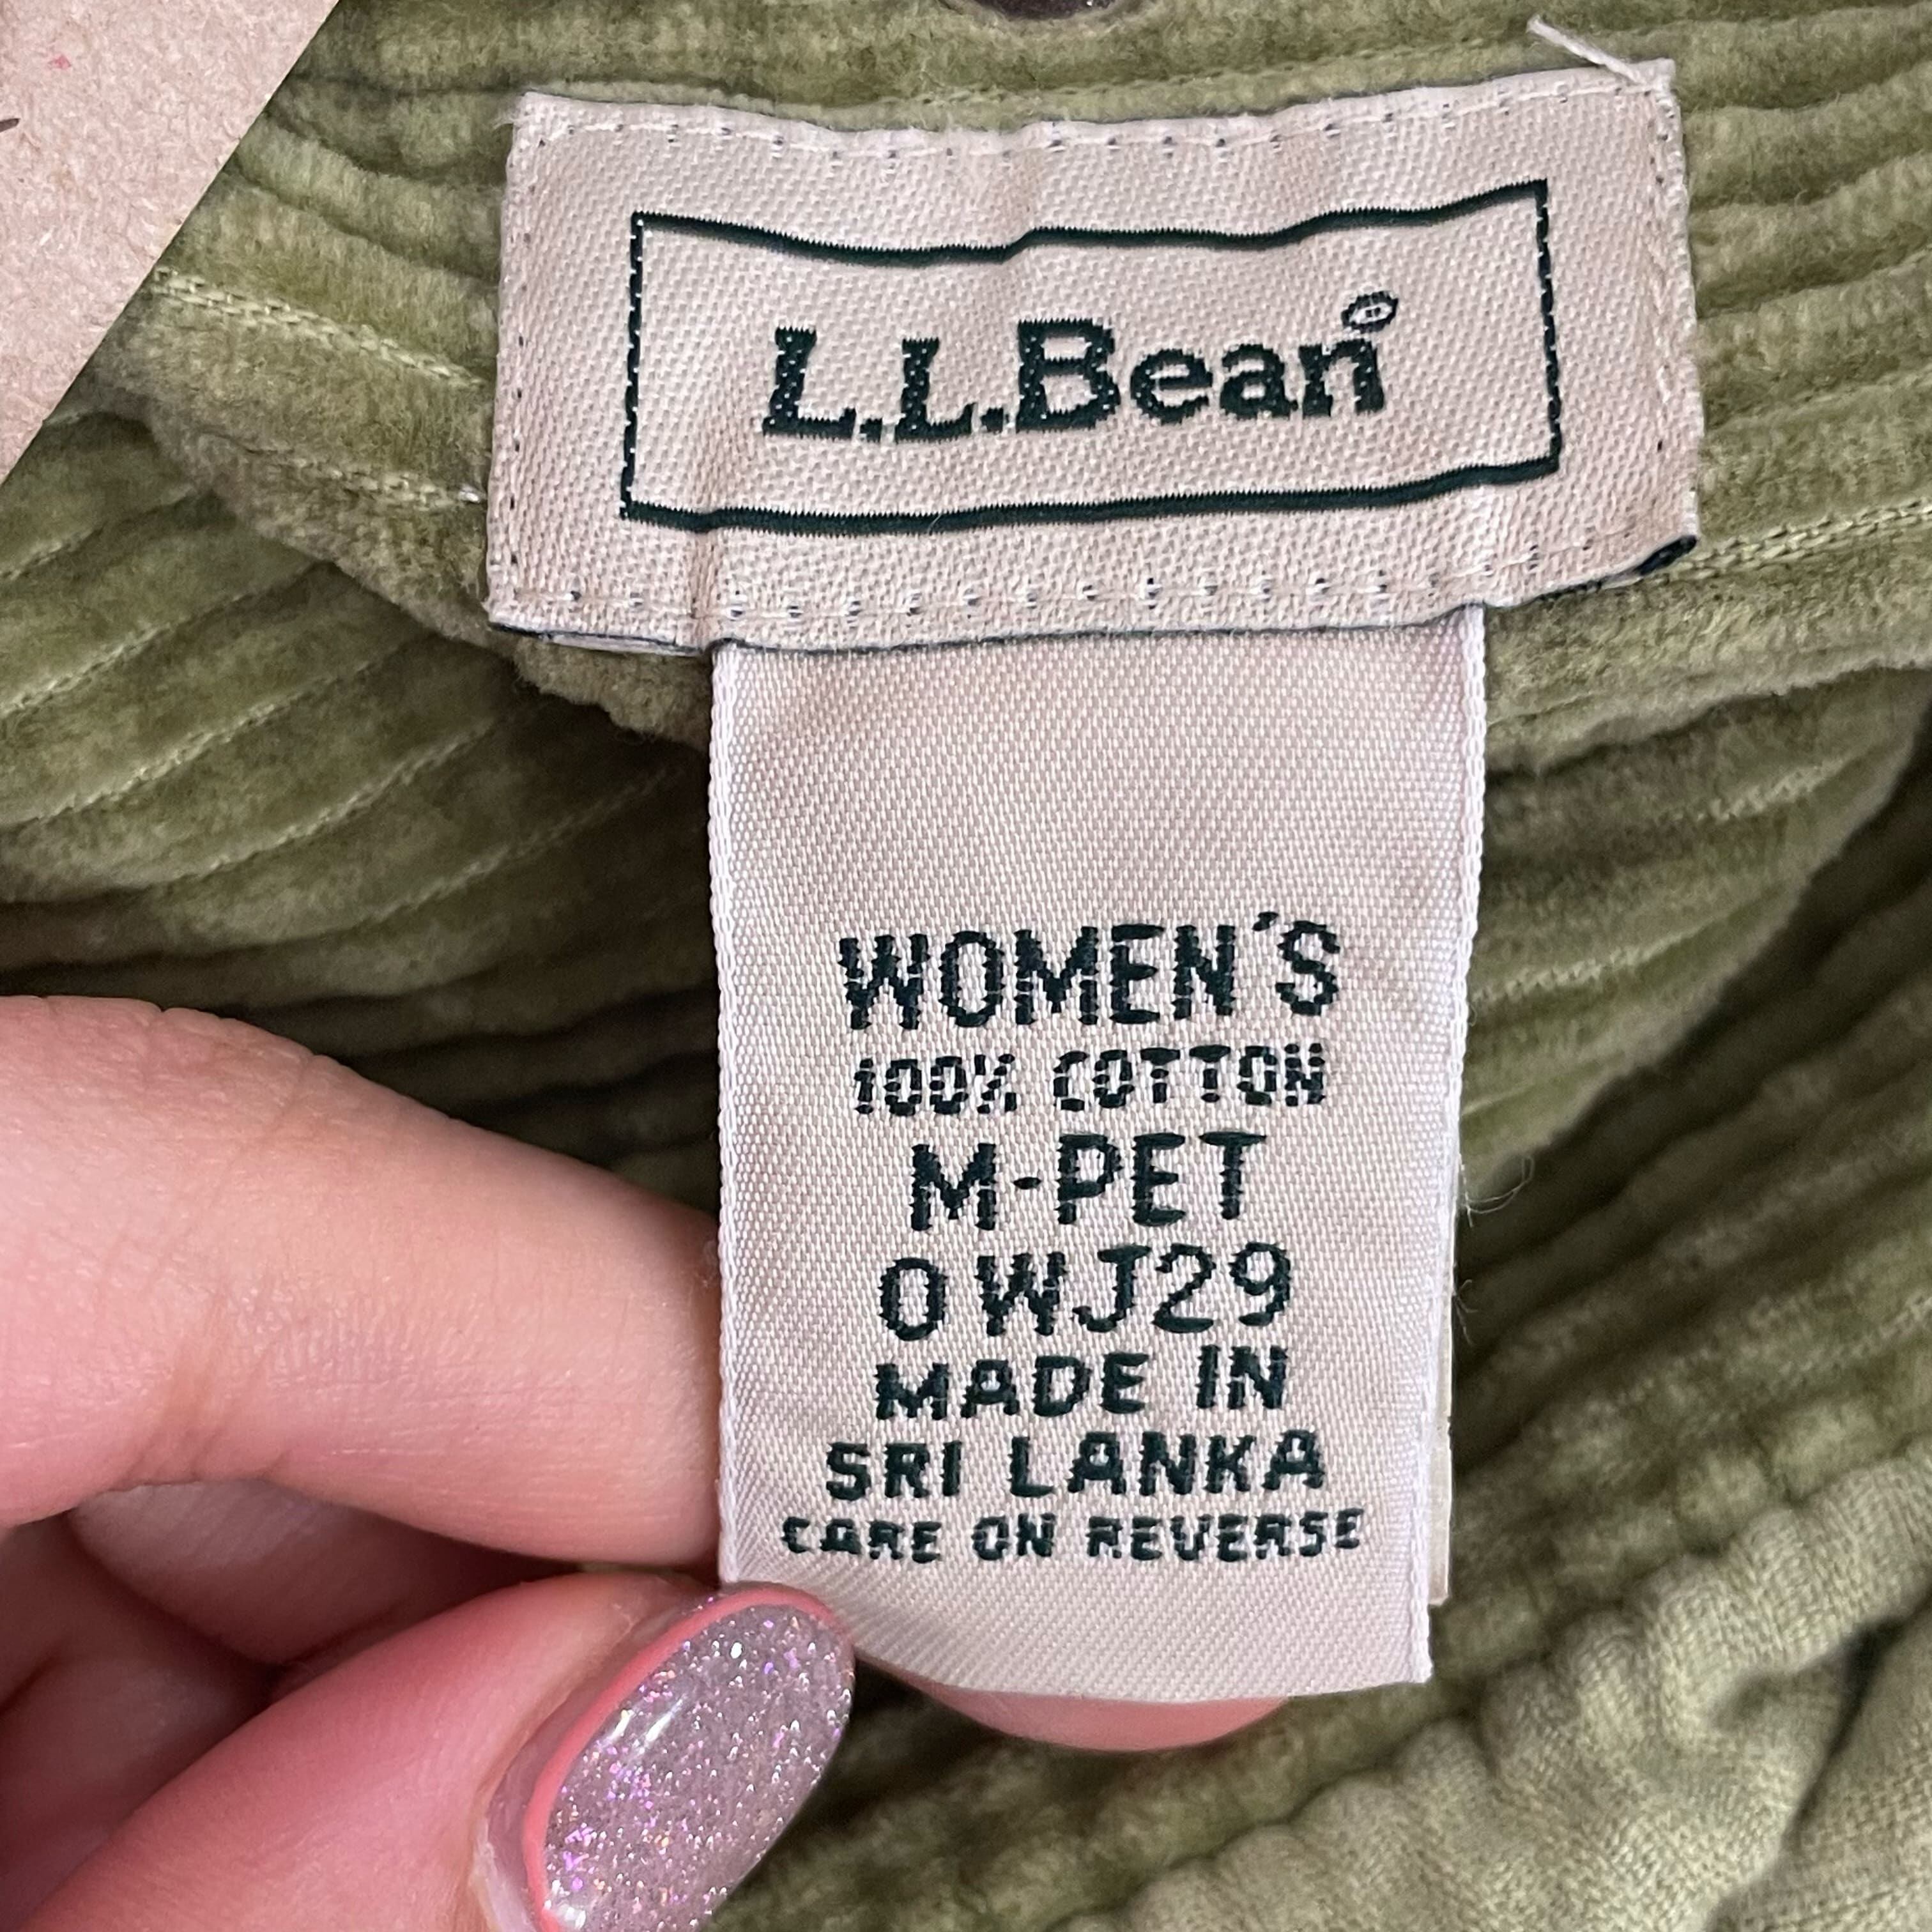 L.L.Bean®
WOMEN'S
100% COTTON
M-PET
0WJ29
MADE IN
SRI LANKA
CARE ON REVERSE